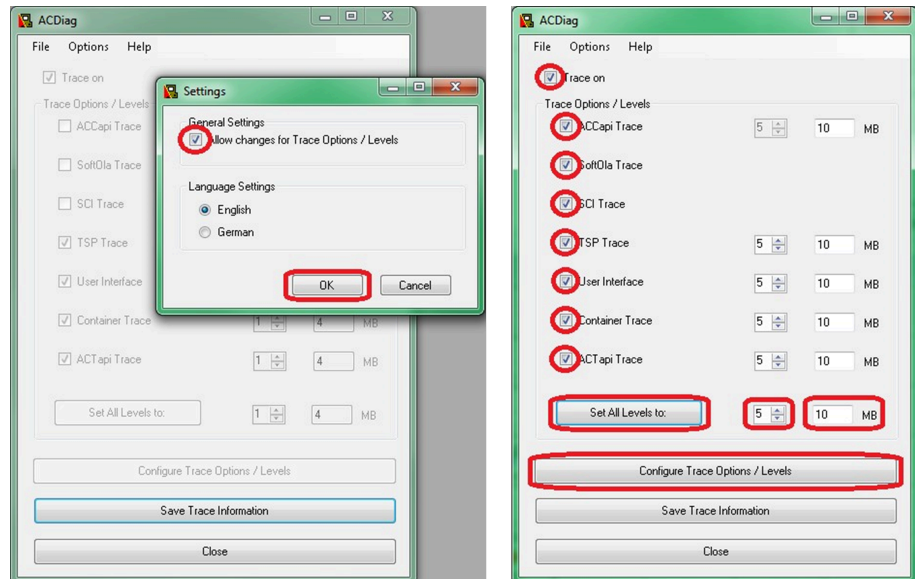 ACDiag
File Options Help
Trace on
Trace Options / Levels
ACCapi Trace
SoftOla Trace
SCI Trace
TSP Trace
User Interface
Container Trace 1 4 MB
ACTapi Trace 1 4 MB
Set All Levels to: 1 4 MB
Configure Trace Options / Levels
Save Trace Information
Close
Settings
General Settings
Allow changes for Trace Options / Levels
Language Settings
English
German
OK Cancel
ACDiag
File Options Help
Trace on
Trace Options / Levels
ACCapi Trace 5 10 MB
SoftOla Trace
SCI Trace
TSP Trace 5 10 MB
User Interface 5 10 MB
Container Trace 5 10 MB
ACTapi Trace 5 10 MB
Set All Levels to: 5 10 MB
Configure Trace Options / Levels
Save Trace Information
Close